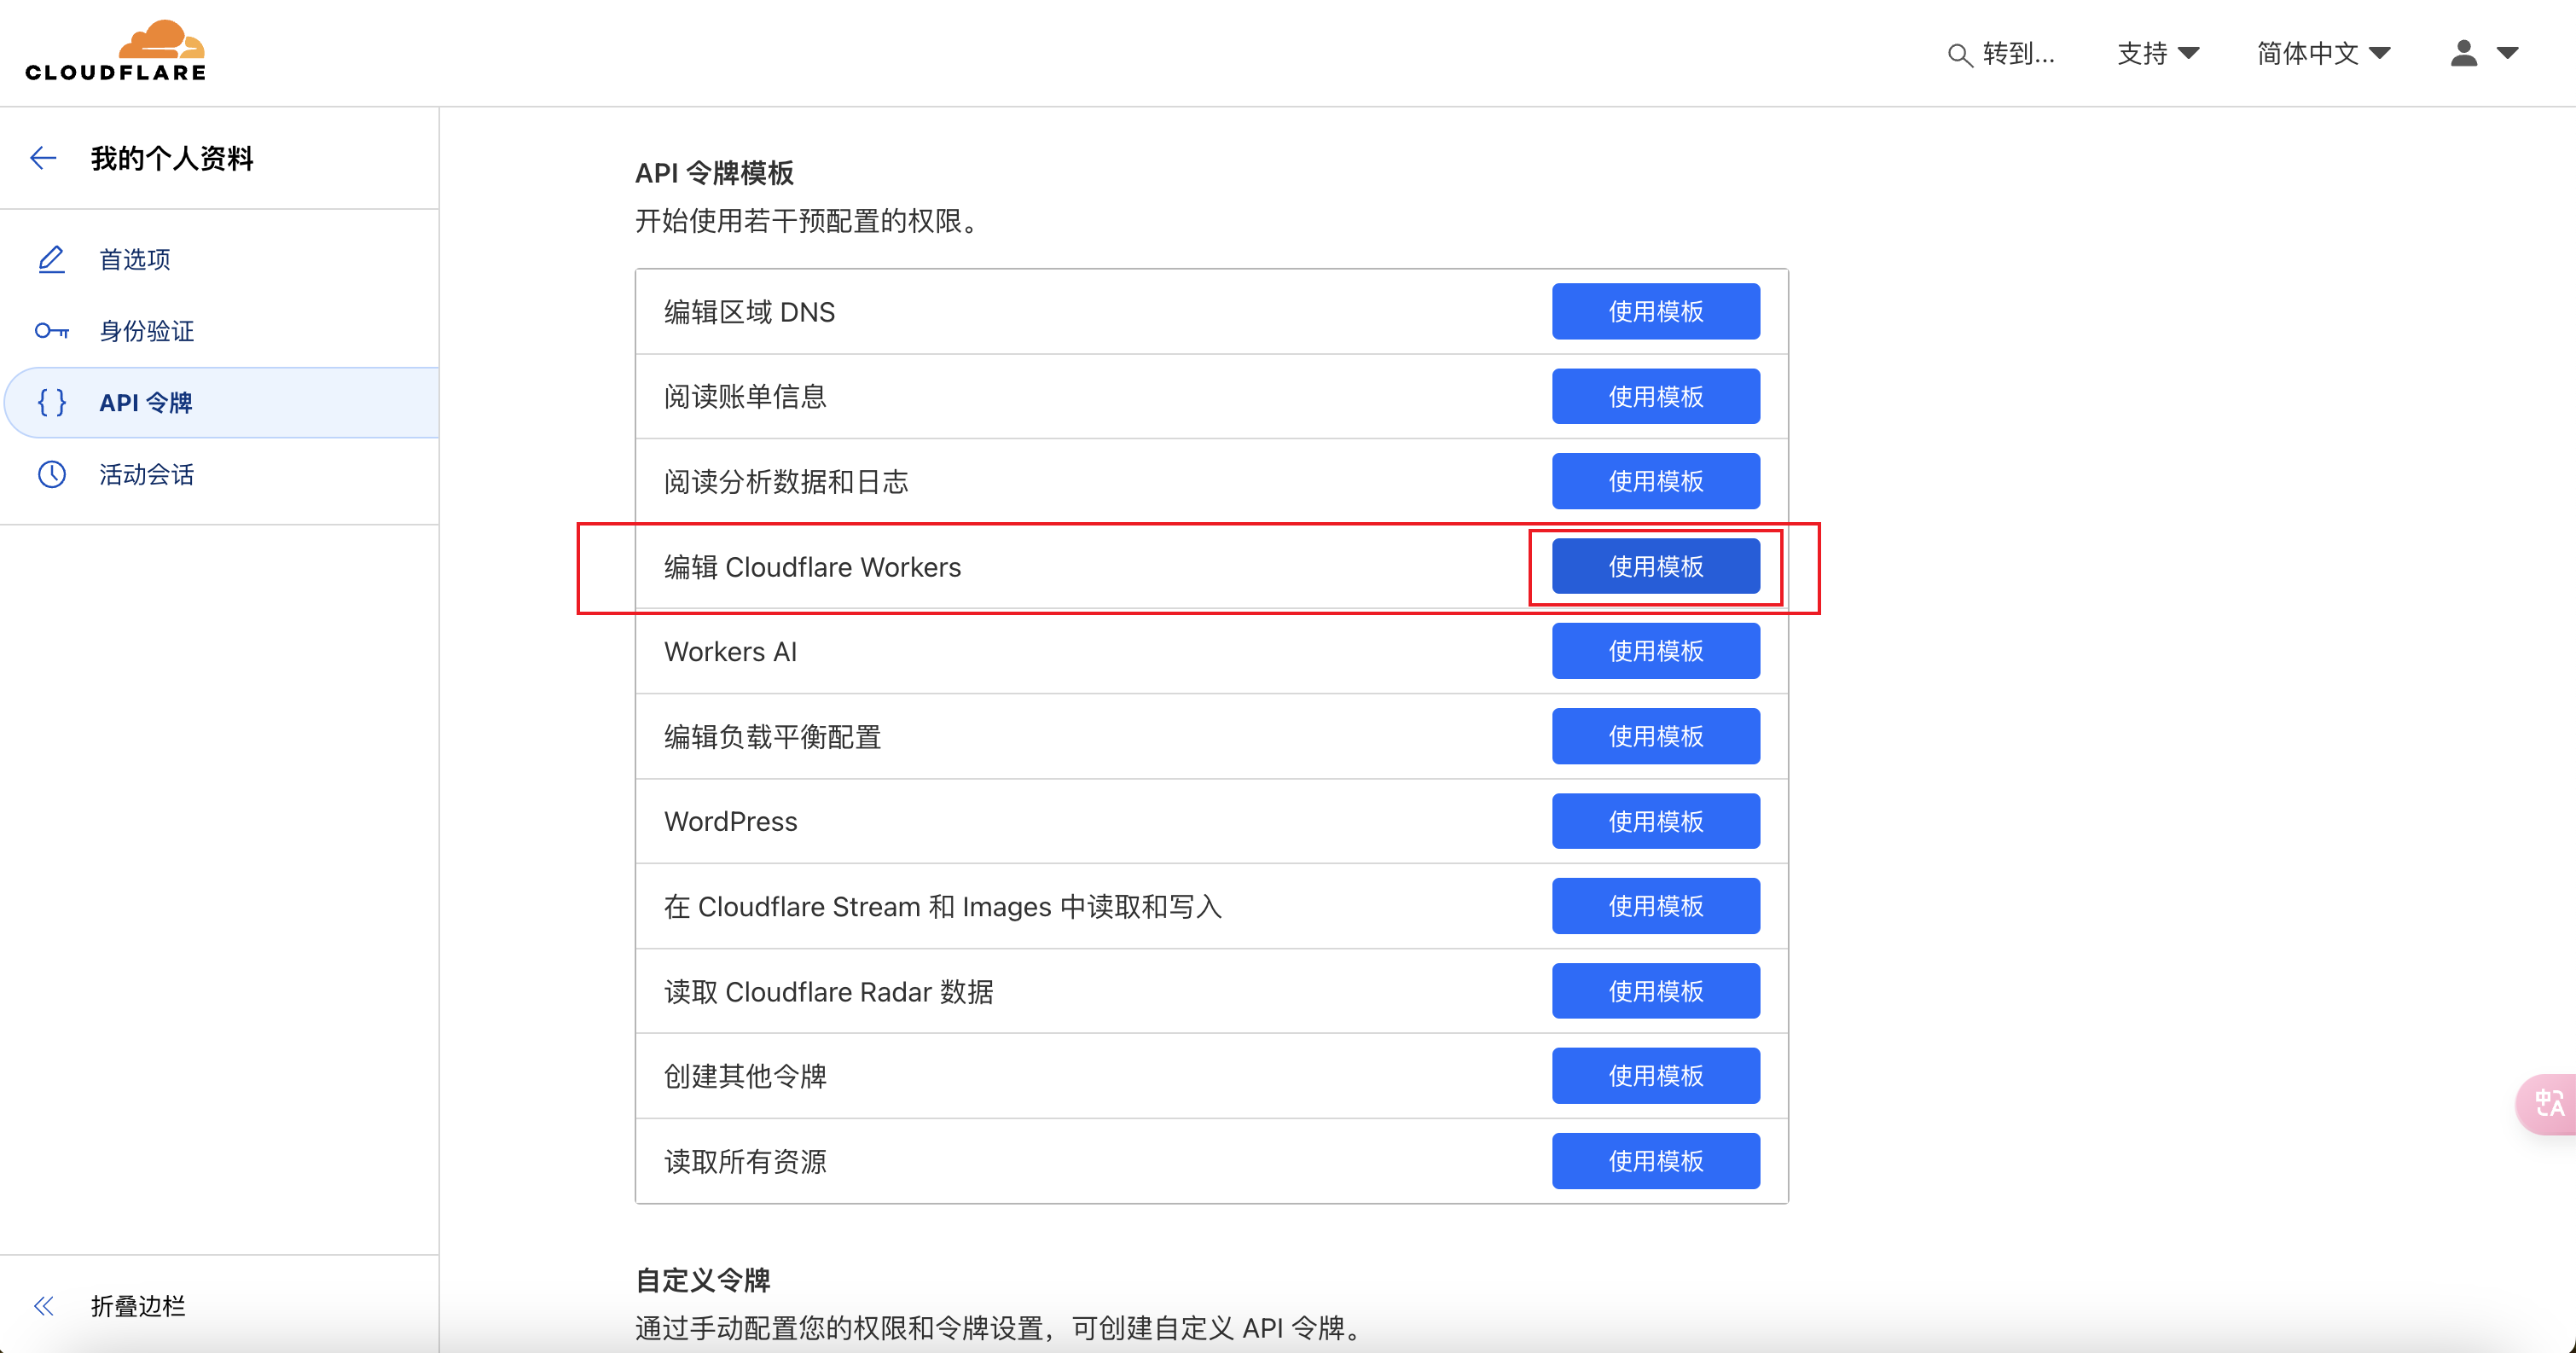 CLOUDFLARE
转到...
支持
简体中文
我的个人资料
首选项
身份验证
API 令牌
活动会话
折叠边栏
API 令牌模板
开始使用若干预配置的权限。
编辑区域 DNS
使用模板
阅读账单信息
使用模板
阅读分析数据和日志
使用模板
编辑 Cloudflare Workers
使用模板
Workers AI
使用模板
编辑负载平衡配置
使用模板
WordPress
使用模板
在 Cloudflare Stream 和 Images 中读取和写入
使用模板
读取 Cloudflare Radar 数据
使用模板
创建其他令牌
使用模板
读取所有资源
使用模板
自定义令牌
通过手动配置您的权限和令牌设置，可创建自定义 API 令牌。
中A